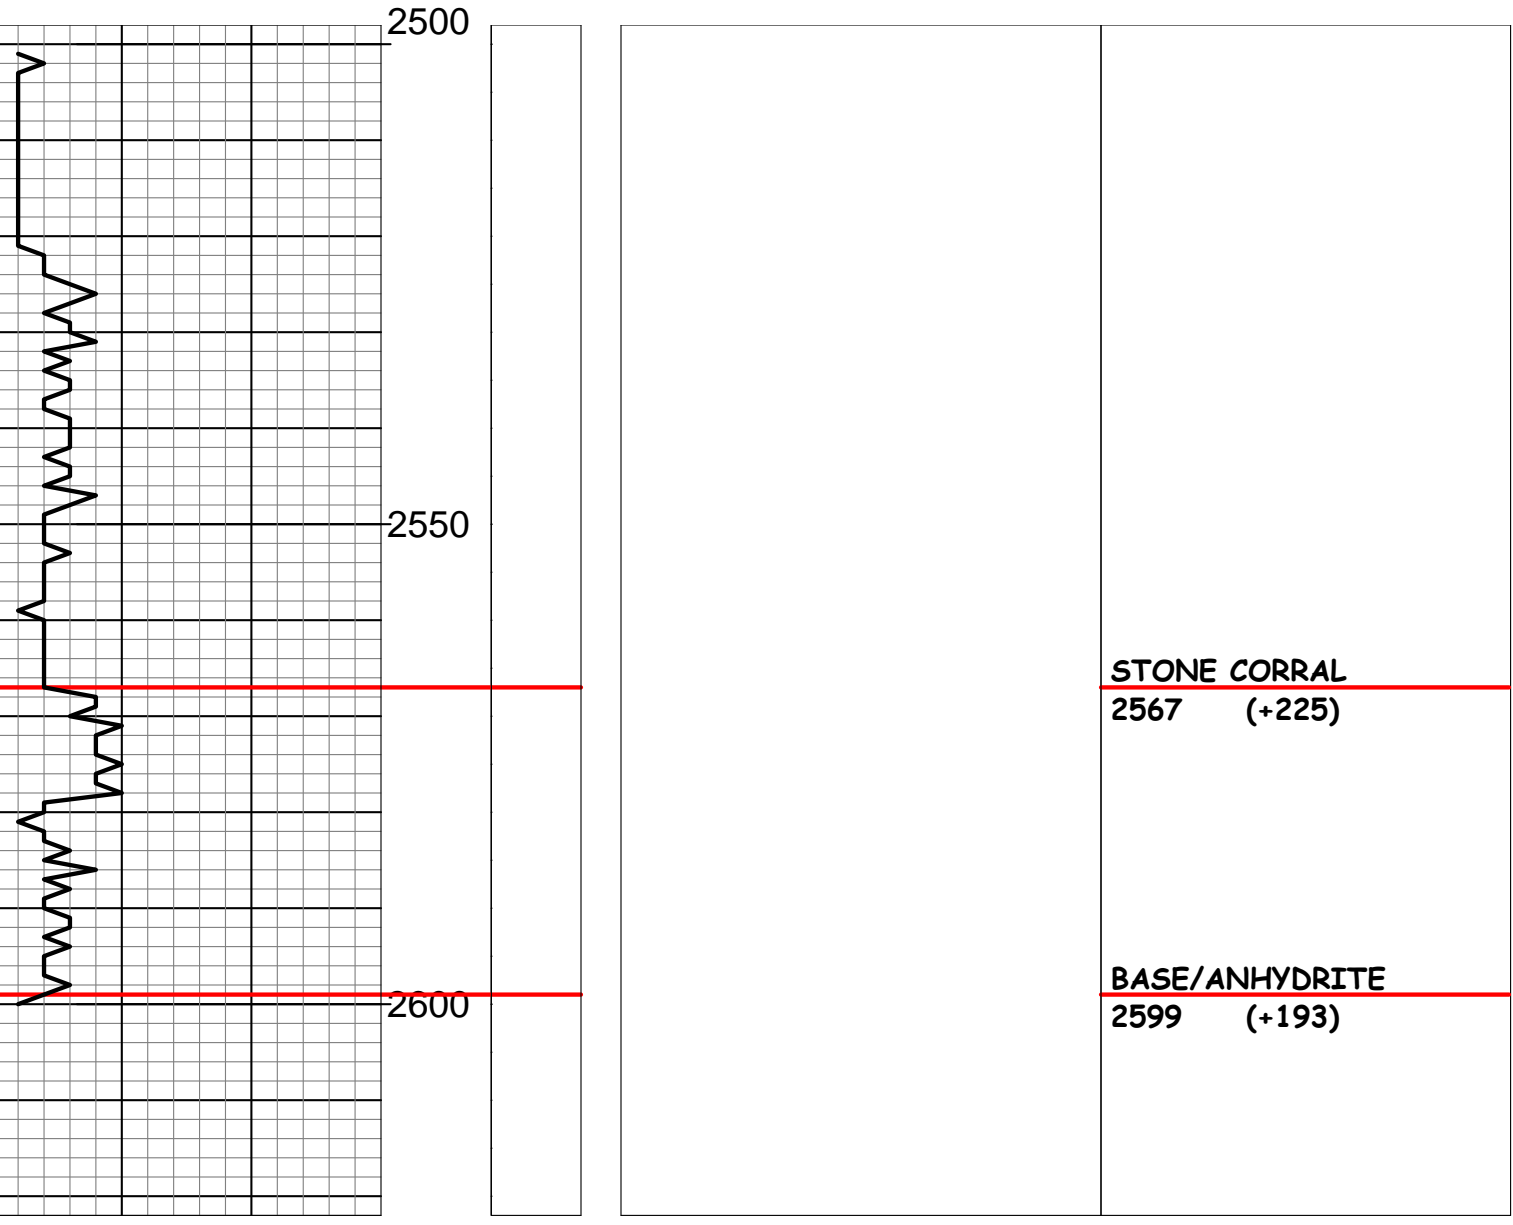 2500
2550
STONE CORRAL
2567 (+225)
BASE/ANHYDRITE
2600
2599 (+193)